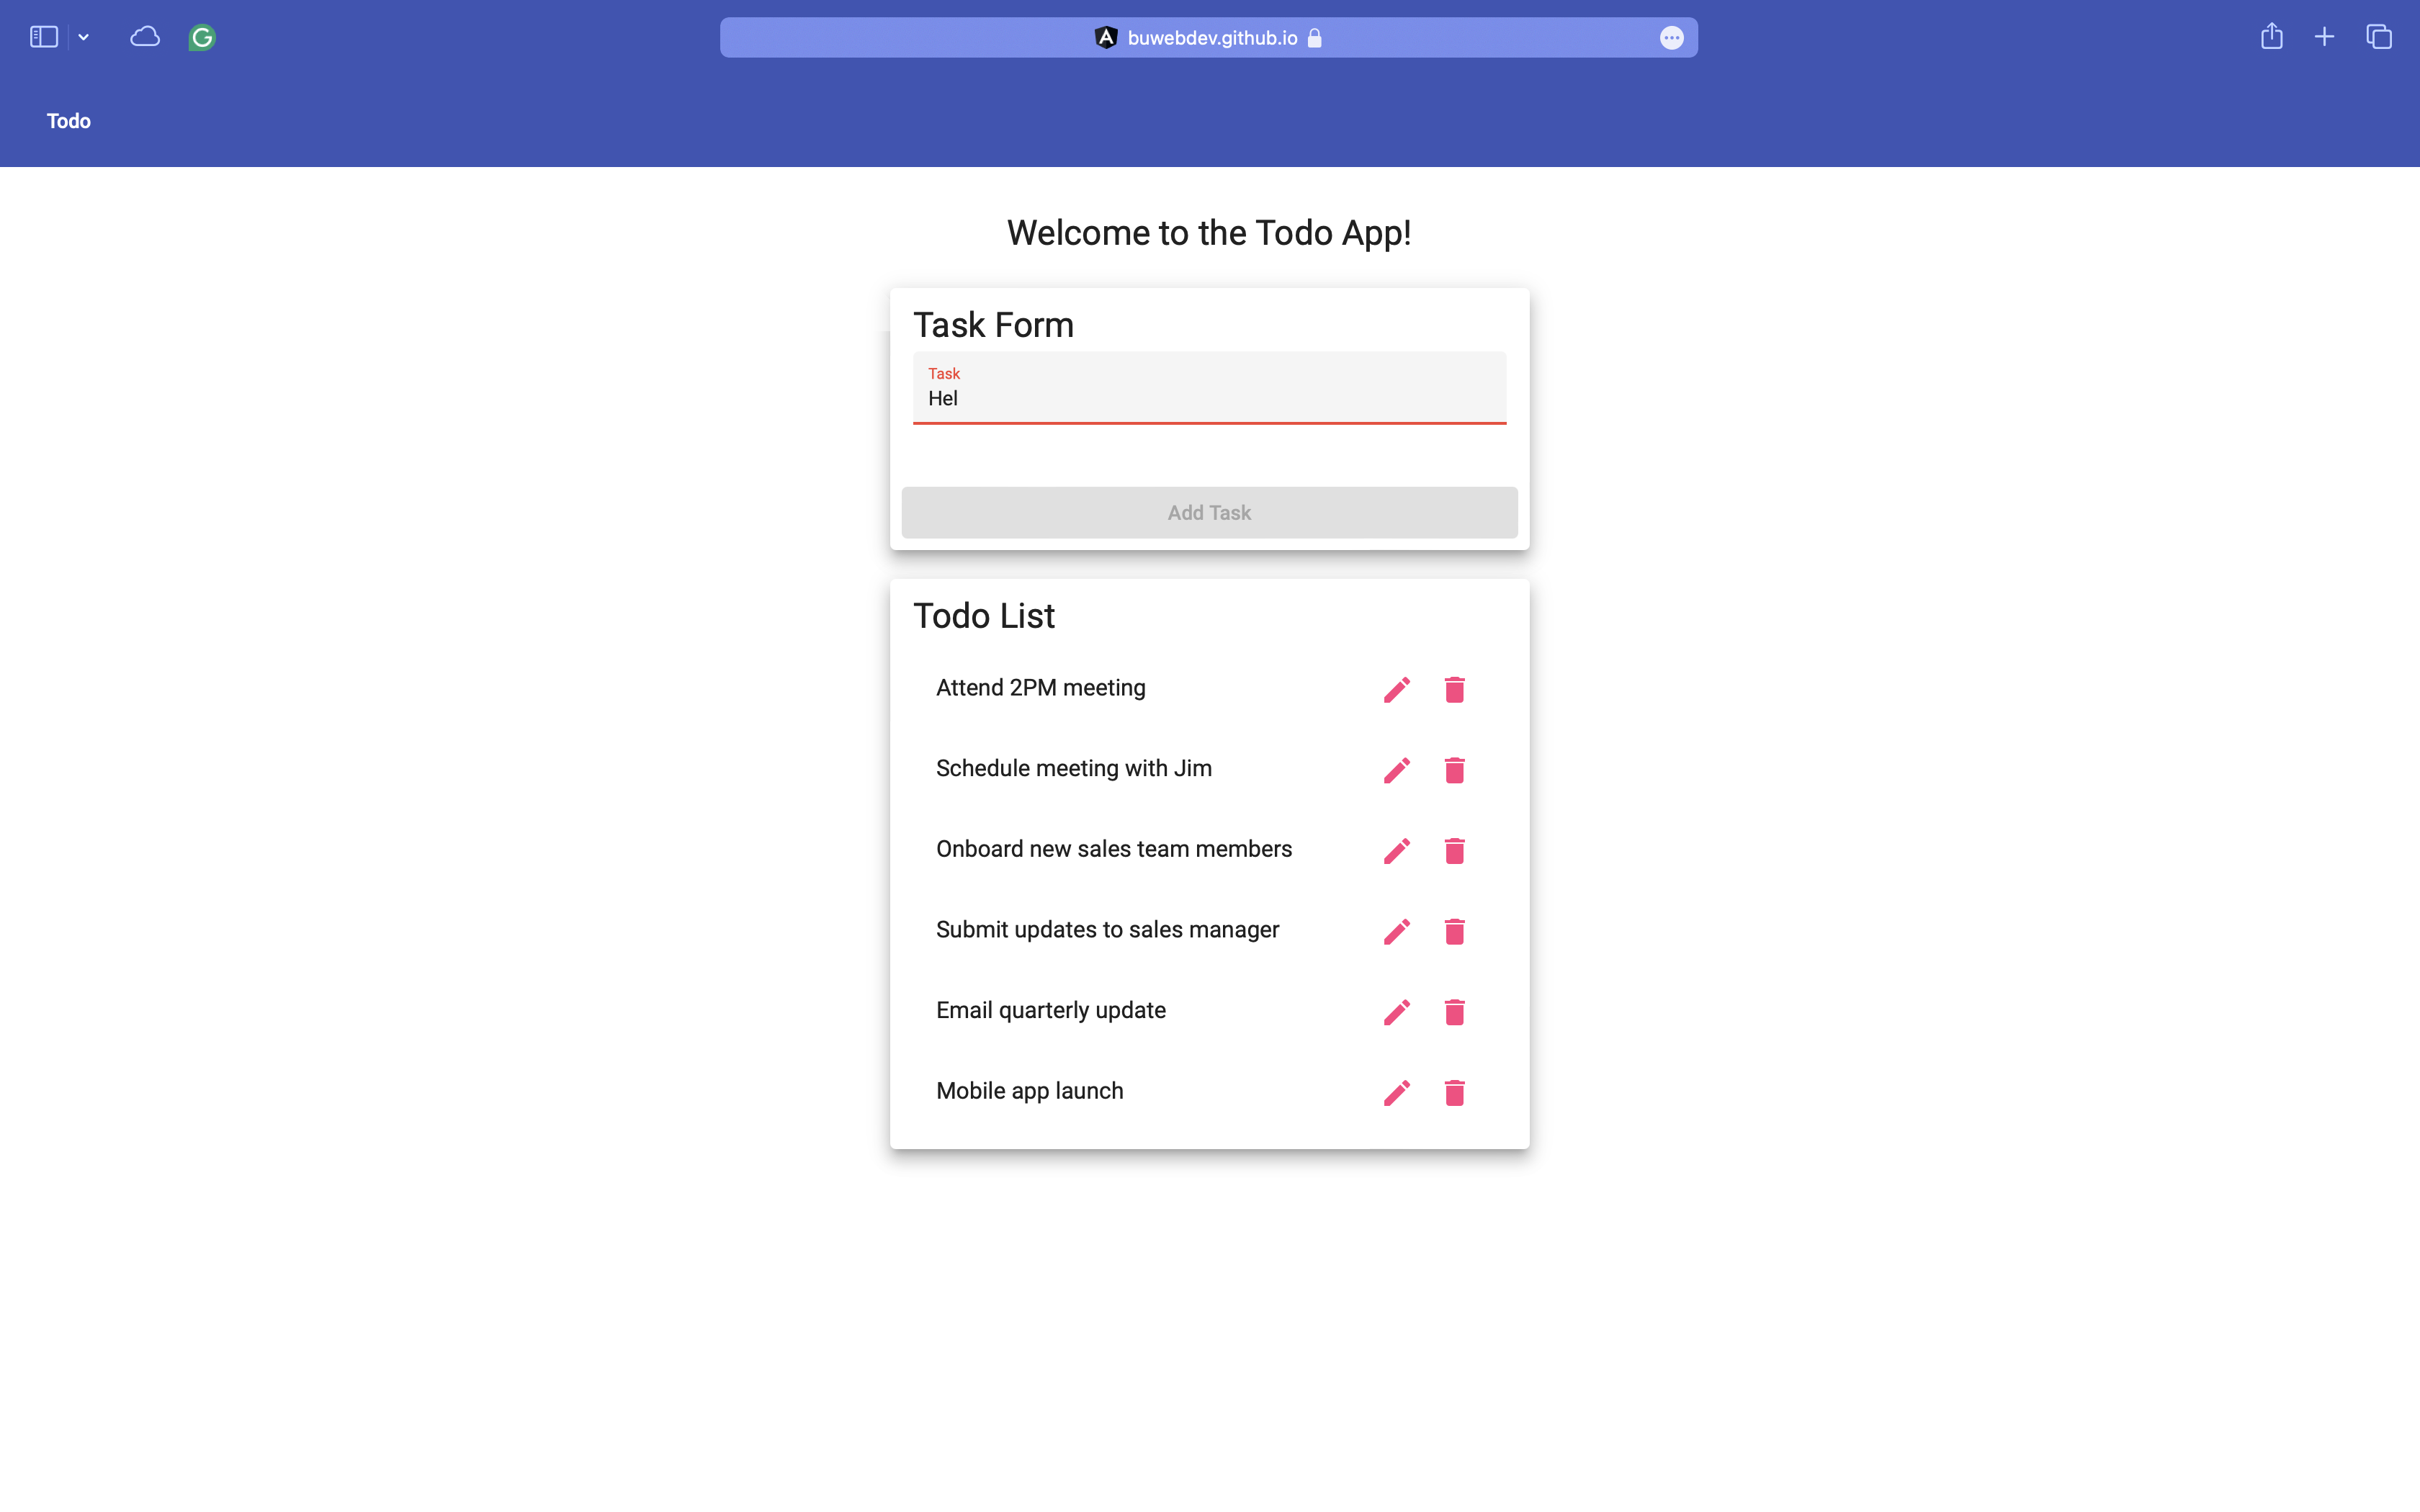 buwebdev.github.io
Todo
Welcome to the Todo App!
Task Form
Task
Hel
Add Task
Todo List
Attend 2PM meeting
Schedule meeting with Jim
Onboard new sales team members
Submit updates to sales manager
Email quarterly update
Mobile app launch